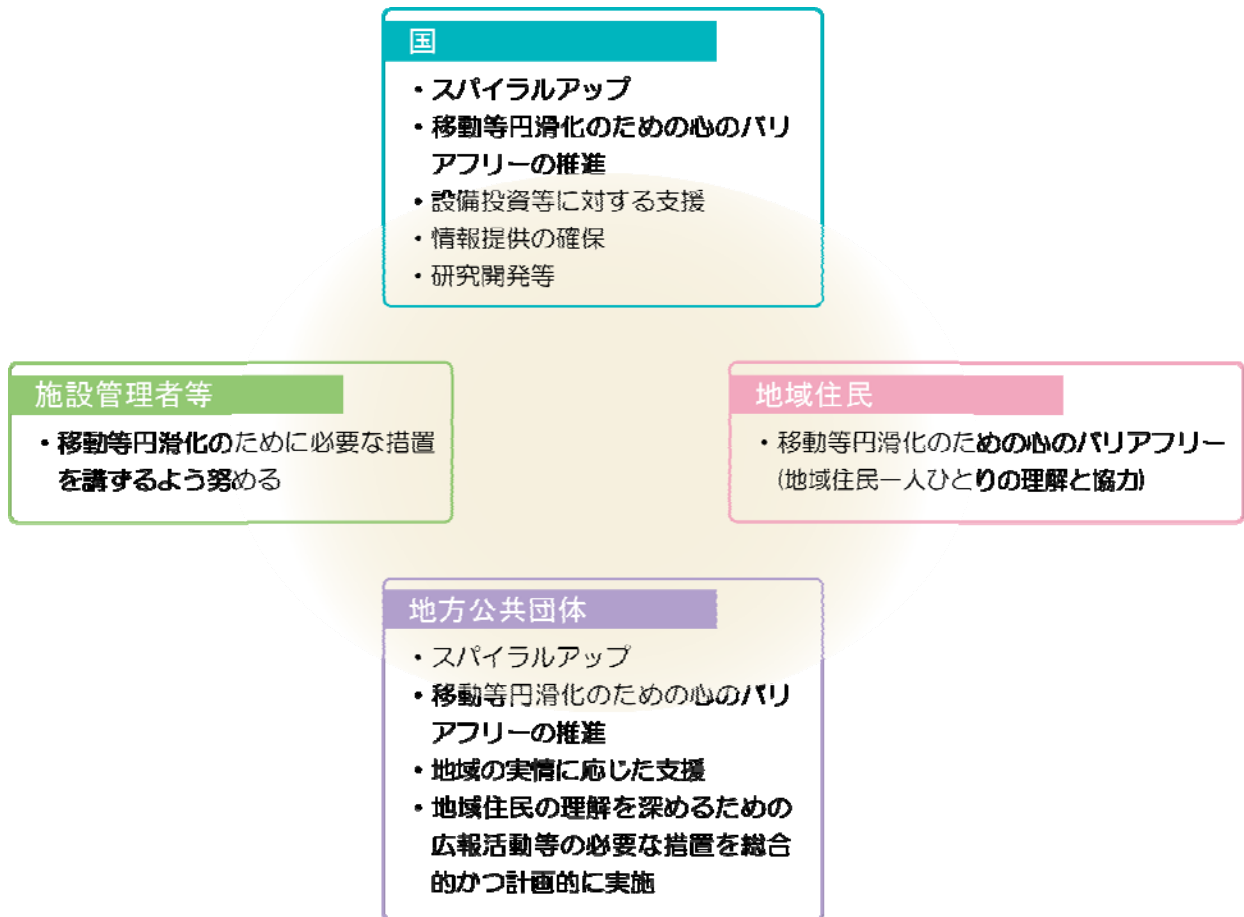 国
・スパイラルアップ
・移動等円滑化のための心のバリ
アフリーの推進
・設備投資等に対する支援
・情報提供の確保
・研究開発等
施設管理者等
・移動等円滑化のために必要な措置
を講ずるよう努める
地域住民
・移動等円滑化のための心のバリアフリー
(地域住民一人ひとりの理解と協力)
地方公共団体
・スパイラルアップ
・移動等円滑化のための心のバリ
アフリーの推進
・地域の実情に応じた支援
・地域住民の理解を深めるための
広報活動等の必要な措置を総合
的かつ計画的に実施